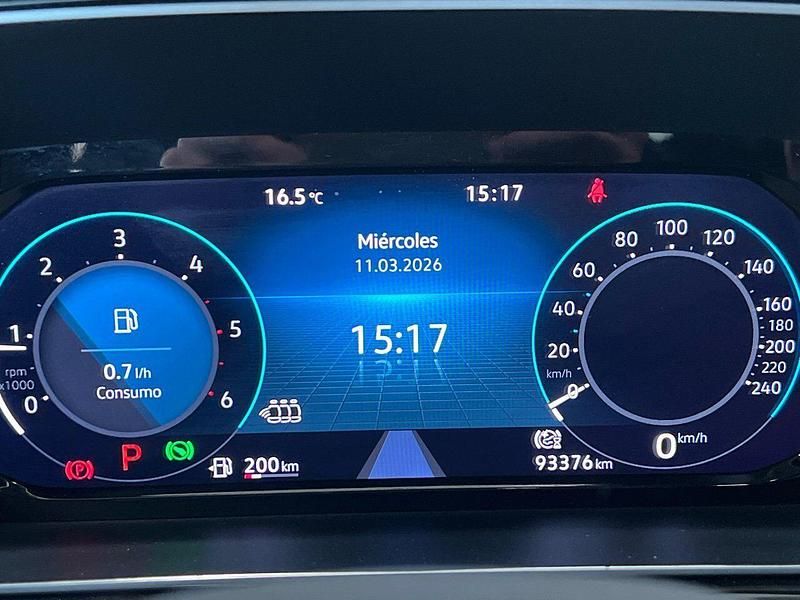 16.5°C
15:17
Miércoles
11.03.2026
15:17
0 1 2 3 4 5 6
rpm
x1000
0.7 l/h
Consumo
0 20 40 60 80 100 120 140 160 180 200 220 240
km/h
P
P
200 km
93376 km
0 km/h